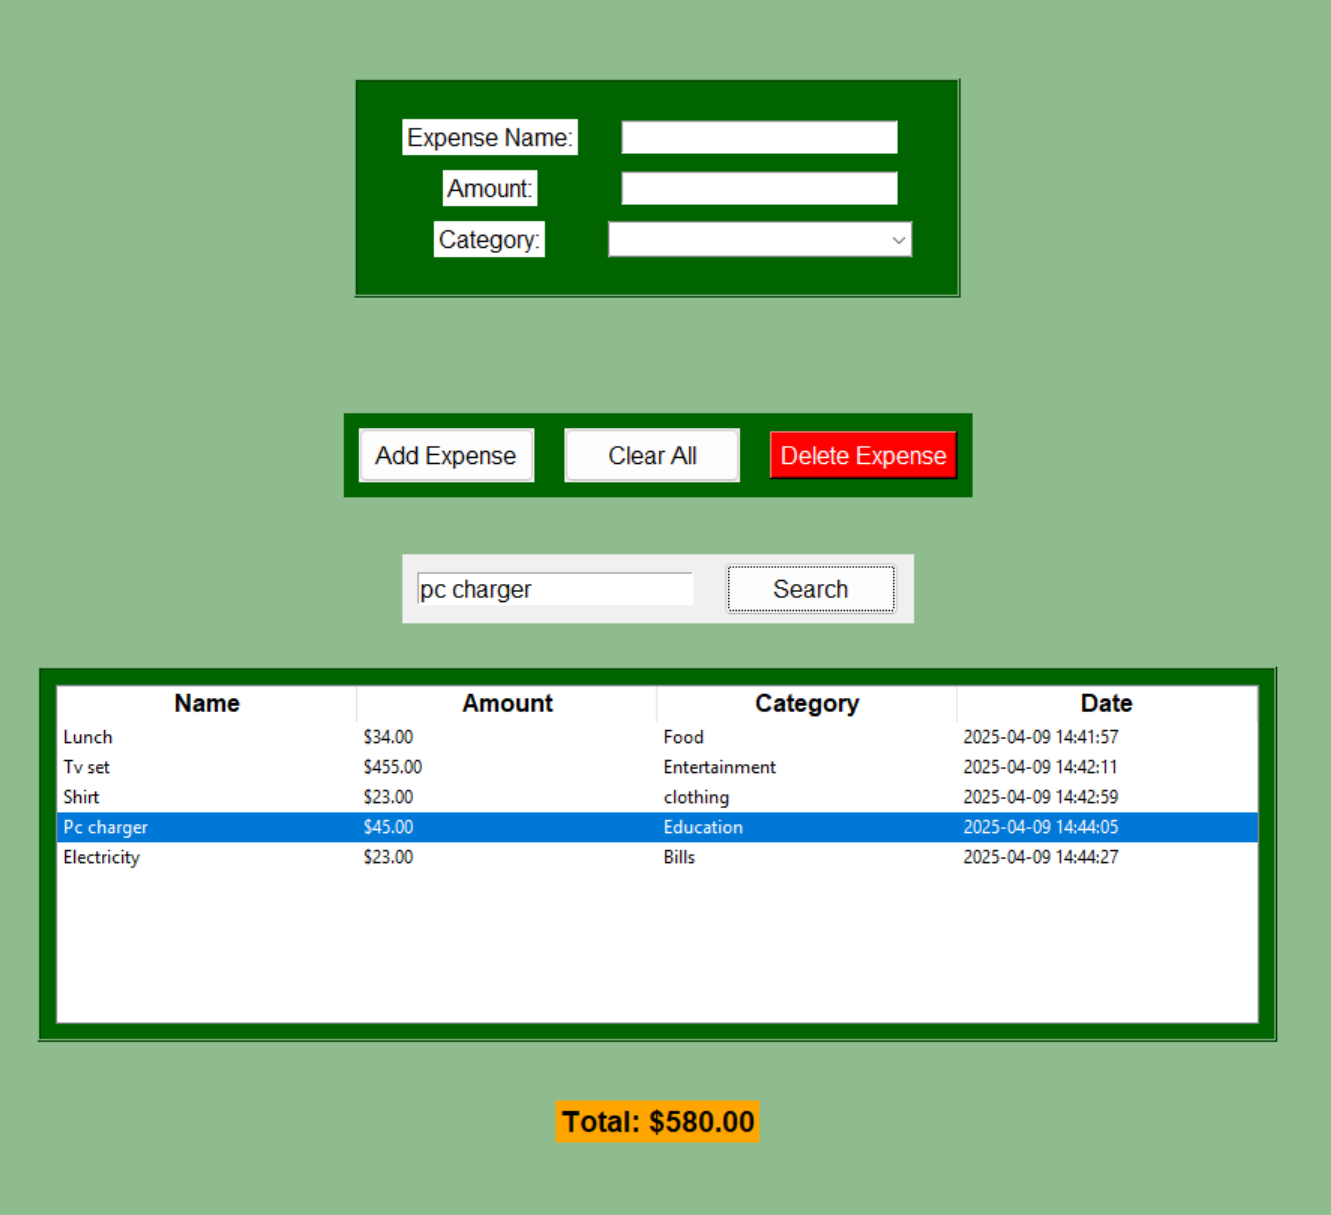 Expense Name:
Amount:
Category:
Add Expense Clear All Delete Expense
pc charger Search
Name Amount Category Date
Lunch $34.00 Food 2025-04-09 14:41:57
Tv set $455.00 Entertainment 2025-04-09 14:42:11
Shirt $23.00 clothing 2025-04-09 14:42:59
Pc charger $45.00 Education 2025-04-09 14:44:05
Electricity $23.00 Bills 2025-04-09 14:44:27
Total: $580.00